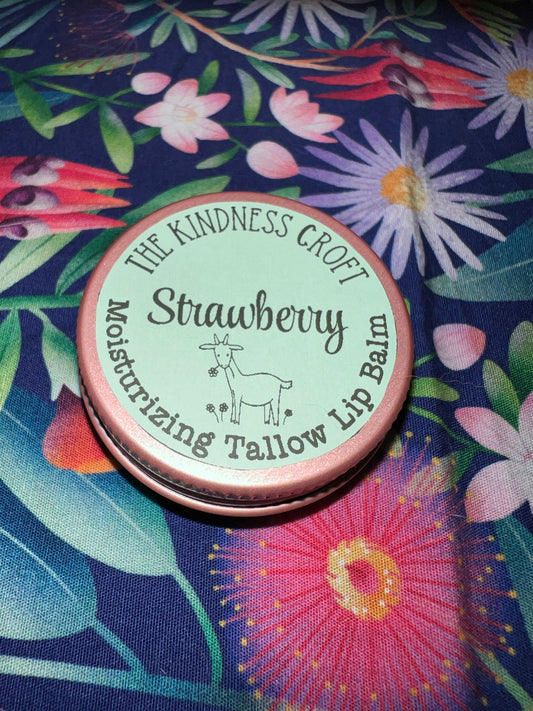 THE KINDNESS CROFT
Strawberry
Moisturizing Tallow Lip Balm